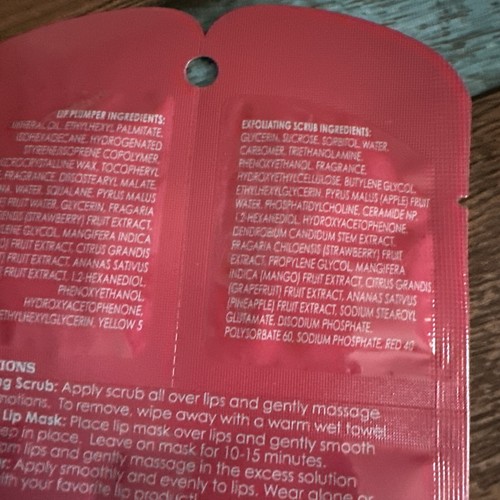 LIP PLUMPER INGREDIENTS:
MINERAL OIL, ETHYLHEXYL PALMITATE,
ISOHEXADECANE, HYDROGENATED
STYRENE/ISOPRENE COPOLYMER,
MICROCRYSTALLINE WAX, TOCOPHERYL
FRAGRANCE, DIISOSTEARYL MALATE,
WATER, SQUALANE, PYRUS MALUS
FRUIT WATER, GLYCERIN, FRAGARIA
(STRAWBERRY) FRUIT EXTRACT,
GLYCOL, MANGIFERA INDICA
FRUIT EXTRACT, CITRUS GRANDIS
FRUIT EXTRACT, ANANAS SATIVUS
FRUIT EXTRACT, 1,2-HEXANEDIOL,
PHENOXYETHANOL,
HYDROXYACETOPHENONE,
ETHYLHEXYLGLYCERIN, YELLOW 5
EXFOLIATING SCRUB INGREDIENTS:
GLYCERIN, SUCROSE, SORBITOL, WATER,
CARBOMER, TRIETHANOLAMINE,
PHENOXYETHANOL, FRAGRANCE,
HYDROXYETHYLCELLULOSE, BUTYLENE GLYCOL,
ETHYLHEXYLGLYCERIN, PYRUS MALUS (APPLE) FRUIT
WATER, PHOSPHATIDYLCHOLINE, CERAMIDE NP,
1,2-HEXANEDIOL, HYDROXYACETOPHENONE,
DENDROBIUM CANDIDUM STEM EXTRACT,
FRAGARIA CHILOENSIS (STRAWBERRY) FRUIT
EXTRACT, PROPYLENE GLYCOL, MANGIFERA
INDICA (MANGO) FRUIT EXTRACT, CITRUS GRANDIS
(GRAPEFRUIT) FRUIT EXTRACT, ANANAS SATIVUS
(PINEAPPLE) FRUIT EXTRACT, SODIUM STEAROYL
GLUTAMATE, DISODIUM PHOSPHATE,
POLYSORBATE 60, SODIUM PHOSPHATE, RED 40
IONS
ng Scrub: Apply scrub all over lips and gently massage
motions. To remove, wipe away with a warm wet towel.
Lip Mask: Place lip mask over lips and gently smooth
ep in place. Leave on mask for 10-15 minutes.
om lips and gently massage in the excess solution
r: Apply smoothly and evenly to lips. Wear alone or
with your favorite lip product!